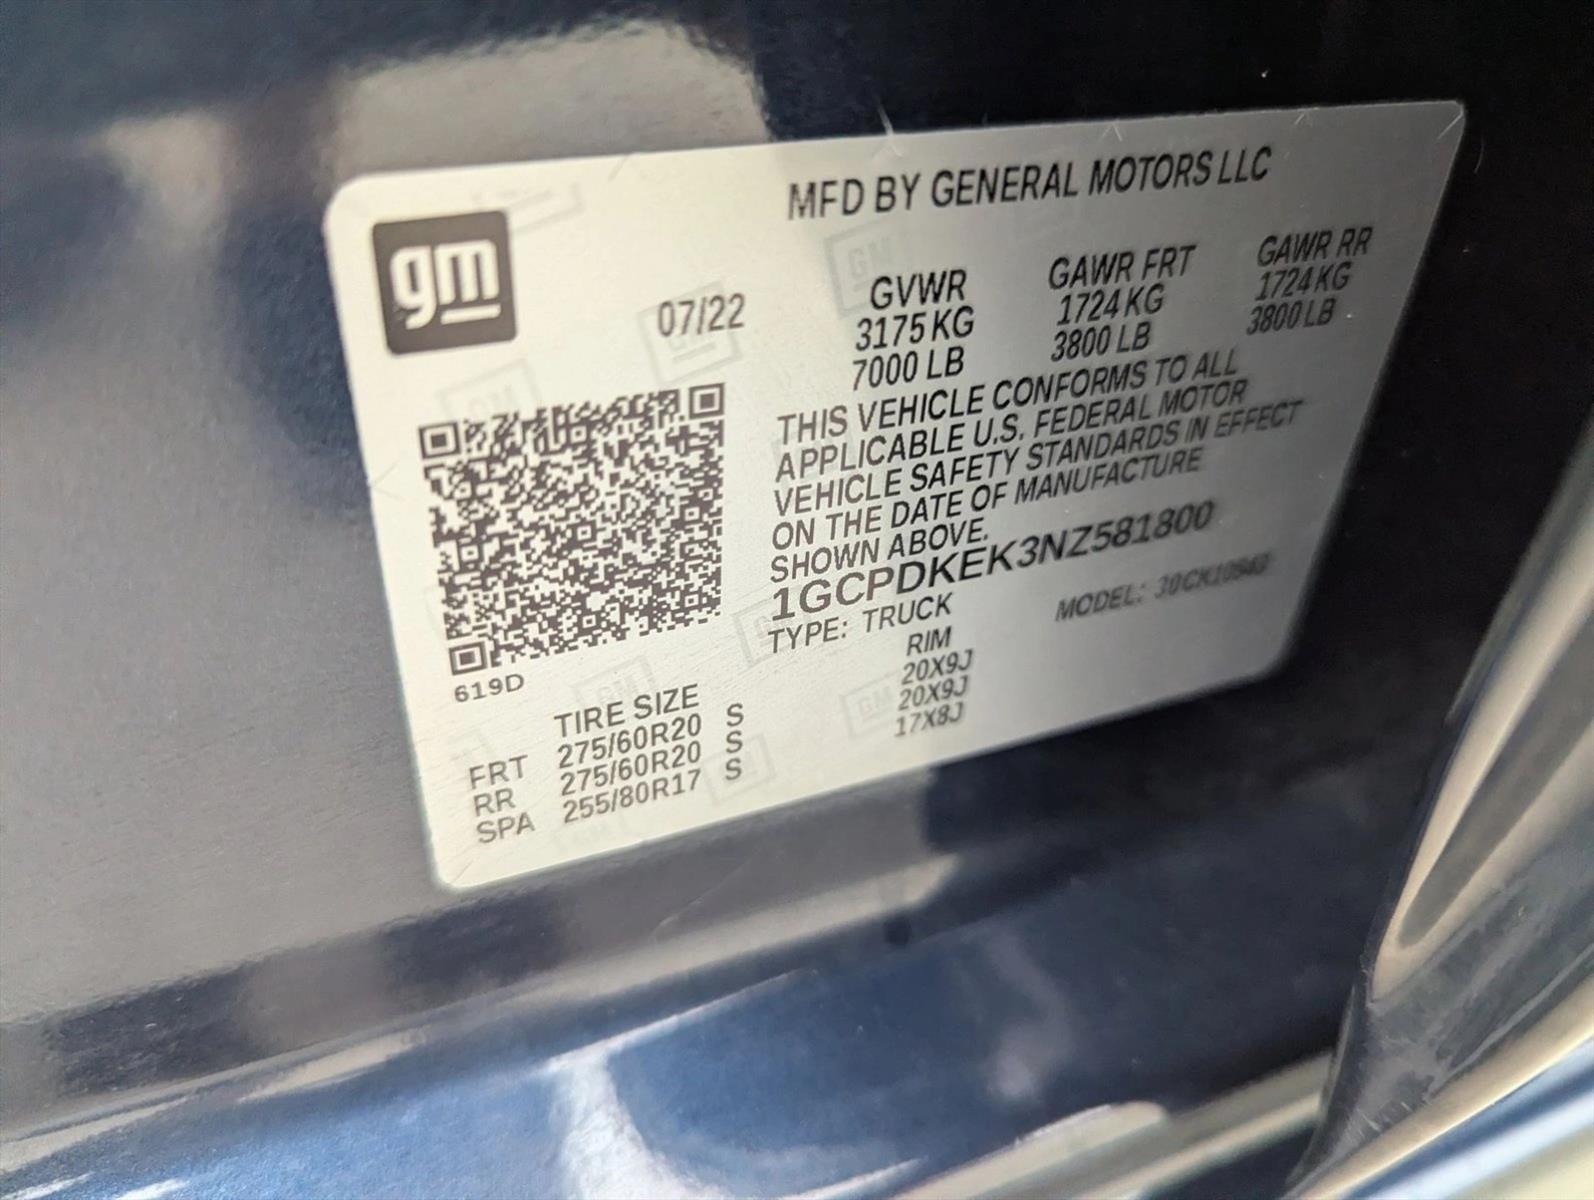 gm
MFD BY GENERAL MOTORS LLC
07/22
GVWR GAWR FRT GAWR RR
3175 KG 1724 KG 1724 KG
7000 LB 3800 LB 3800 LB
THIS VEHICLE CONFORMS TO ALL
APPLICABLE U.S. FEDERAL MOTOR
VEHICLE SAFETY STANDARDS IN EFFECT
ON THE DATE OF MANUFACTURE
SHOWN ABOVE.
1GCPDKEK3NZ581800
TYPE: TRUCK MODEL:
619D
TIRE SIZE RIM
FRT 275/60R20 S 20X9J
RR 275/60R20 S 20X9J
SPA 255/80R17 S 17X8J